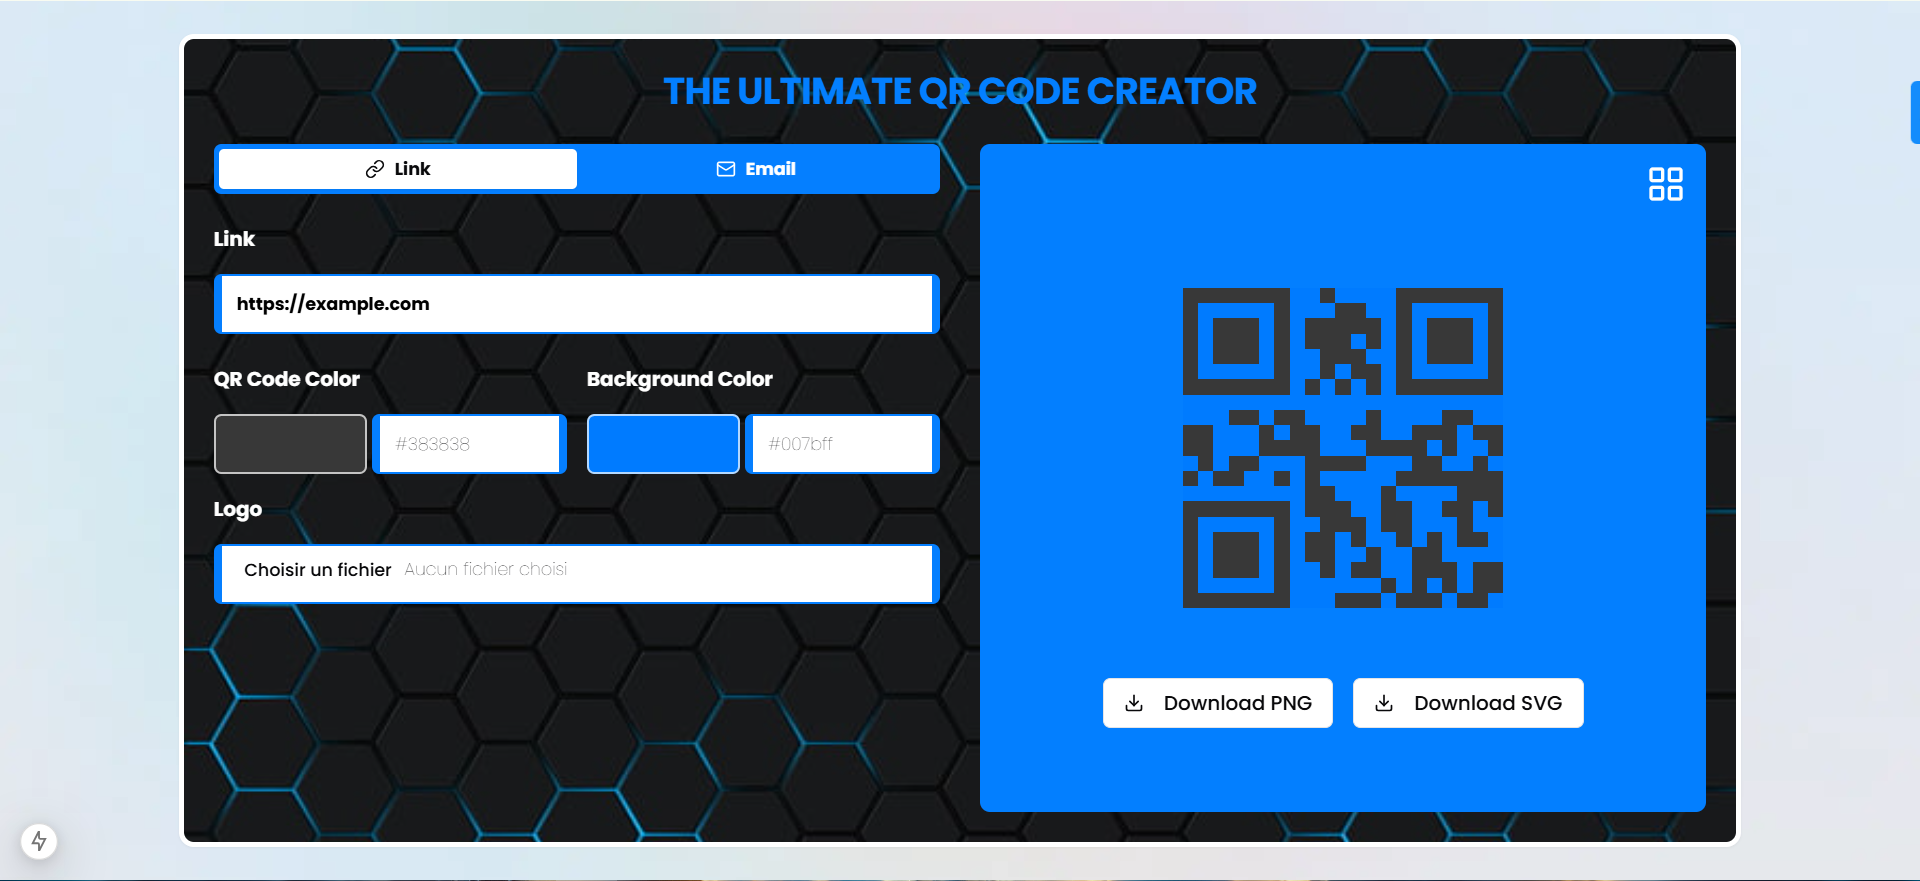 THE ULTIMATE QR CODE CREATOR
Link
Email
Link
https://example.com
QR Code Color
Background Color
#383838
#007bff
Logo
Choisir un fichier Aucun fichier choisi
Download PNG
Download SVG